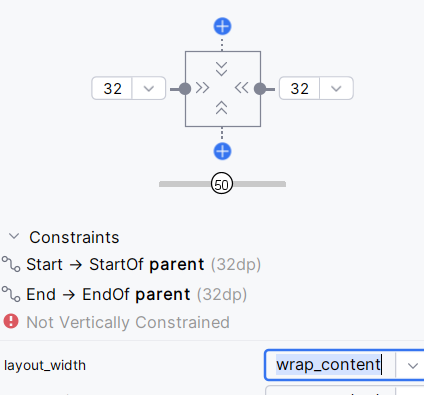 32 32
50
Constraints
Start → StartOf parent (32dp)
End → EndOf parent (32dp)
Not Vertically Constrained
layout_width wrap_content